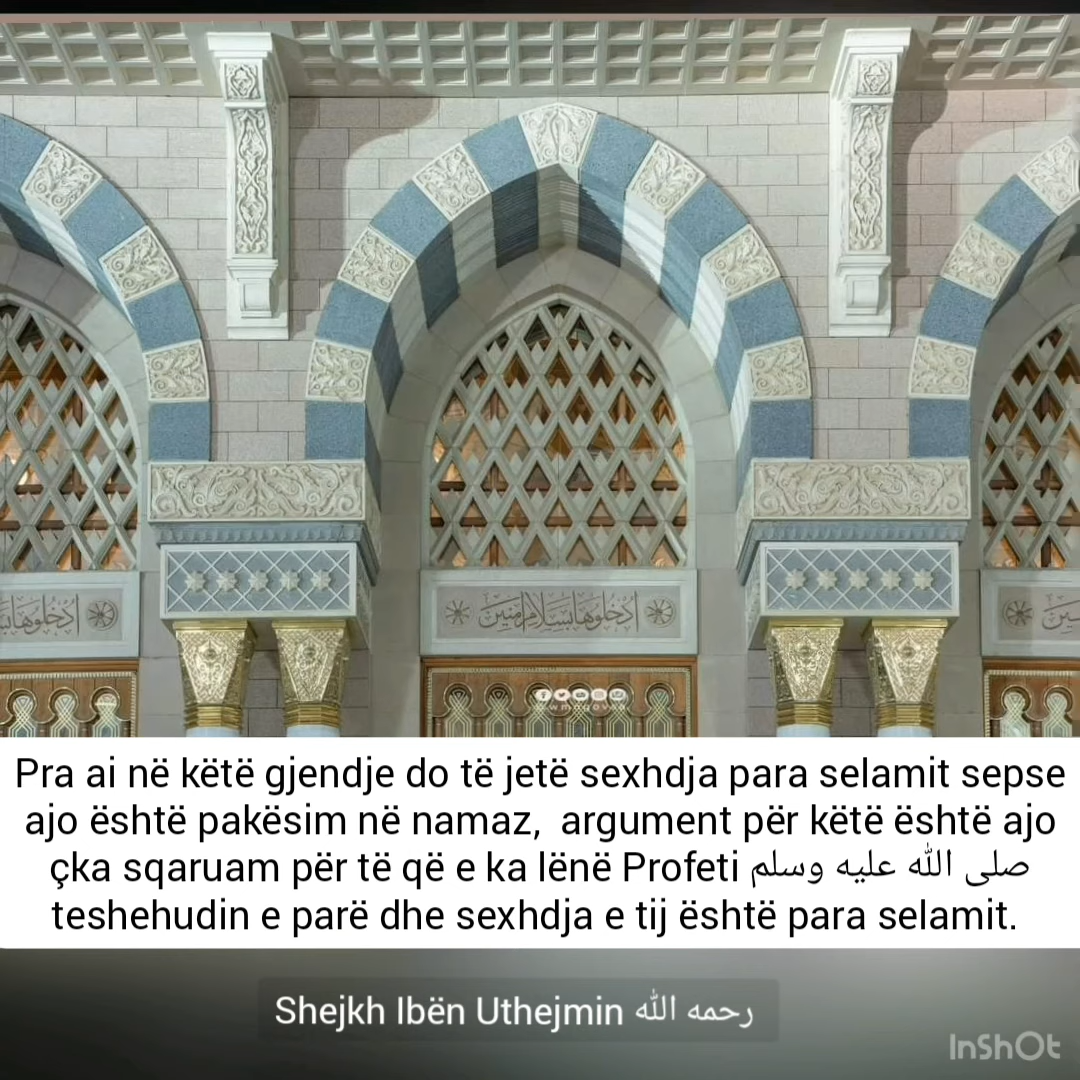 ادخلوها بسلام آمنين
Pra ai në këtë gjendje do të jetë sexhdja para selamit sepse
ajo është pakësim në namaz, argument për këtë është ajo
çka sqaruam për të që e ka lënë Profeti صلى الله عليه وسلم
teshehudin e parë dhe sexhdja e tij është para selamit.
Shejkh Ibën Uthejmin رحمه الله
InShOt